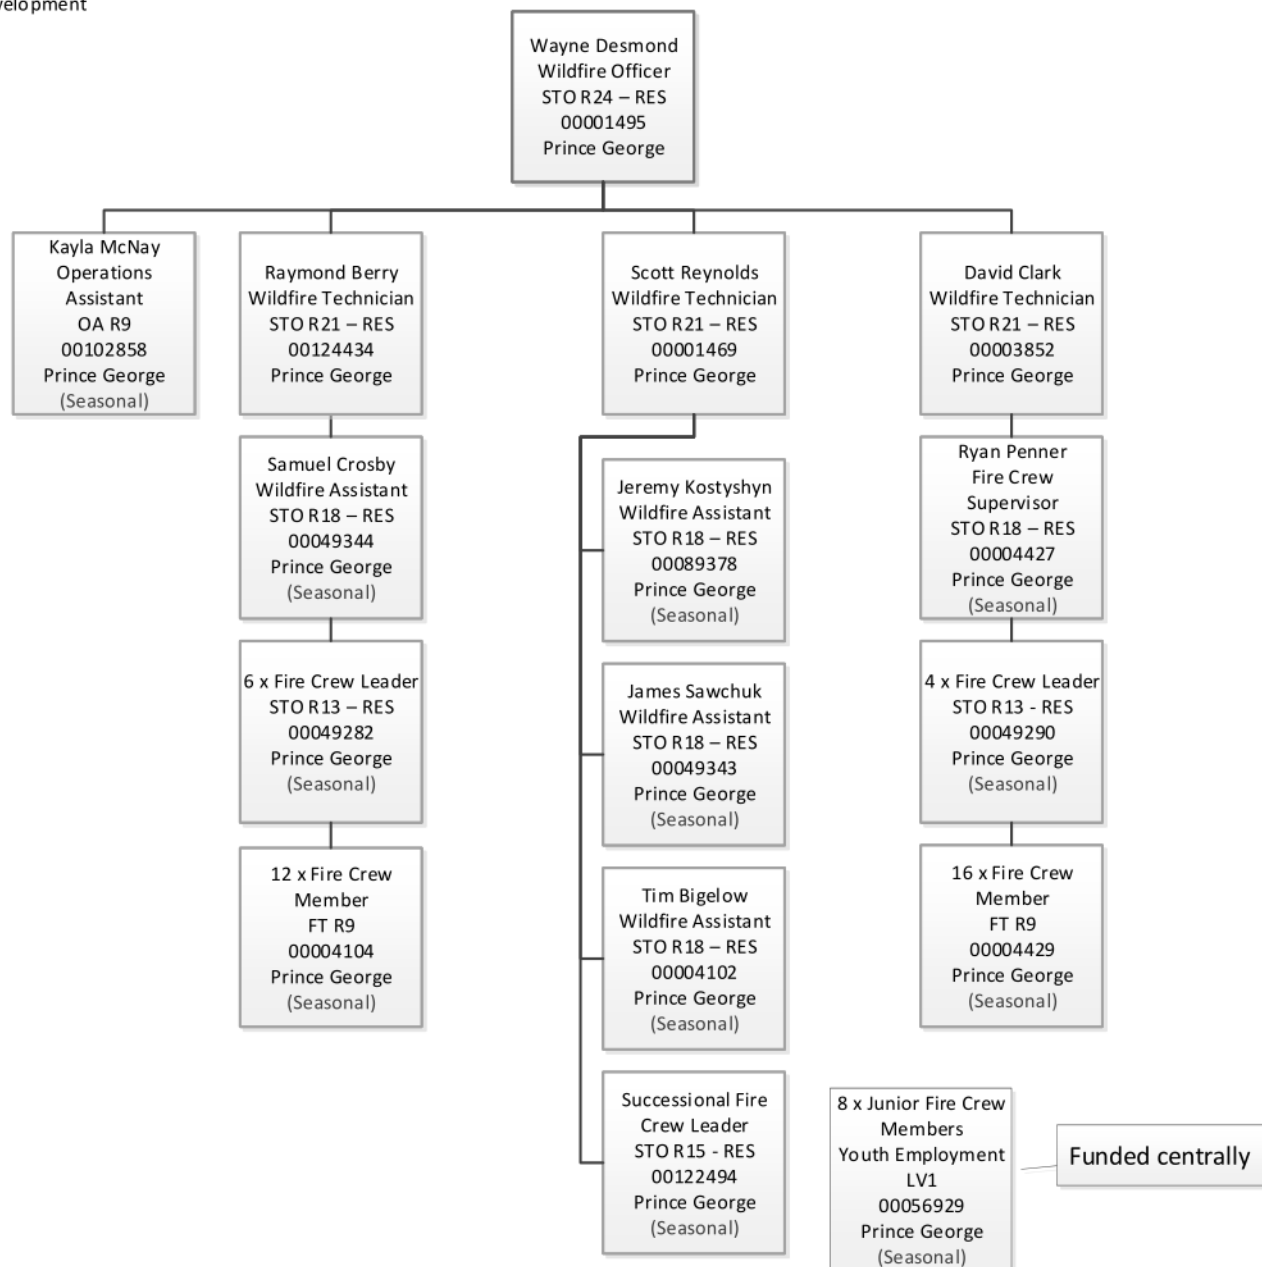 Wayne Desmond
Wildfire Officer
STO R24 – RES
00001495
Prince George
Kayla McNay
Operations
Assistant
OA R9
00102858
Prince George
(Seasonal)
Raymond Berry
Wildfire Technician
STO R21 – RES
00124434
Prince George
Scott Reynolds
Wildfire Technician
STO R21 – RES
00001469
Prince George
David Clark
Wildfire Technician
STO R21 – RES
00003852
Prince George
Samuel Crosby
Wildfire Assistant
STO R18 – RES
00049344
Prince George
(Seasonal)
Jeremy Kostyshyn
Wildfire Assistant
STO R18 – RES
00089378
Prince George
(Seasonal)
Ryan Penner
Fire Crew
Supervisor
STO R18 – RES
00004427
Prince George
(Seasonal)
6 x Fire Crew Leader
STO R13 – RES
00049282
Prince George
(Seasonal)
James Sawchuk
Wildfire Assistant
STO R18 – RES
00049343
Prince George
(Seasonal)
4 x Fire Crew Leader
STO R13 - RES
00049290
Prince George
(Seasonal)
12 x Fire Crew
Member
FT R9
00004104
Prince George
(Seasonal)
Tim Bigelow
Wildfire Assistant
STO R18 – RES
00004102
Prince George
(Seasonal)
16 x Fire Crew
Member
FT R9
00004429
Prince George
(Seasonal)
Successional Fire
Crew Leader
STO R15 - RES
00122494
Prince George
(Seasonal)
8 x Junior Fire Crew
Members
Youth Employment
LV1
00056929
Prince George
(Seasonal)
Funded centrally